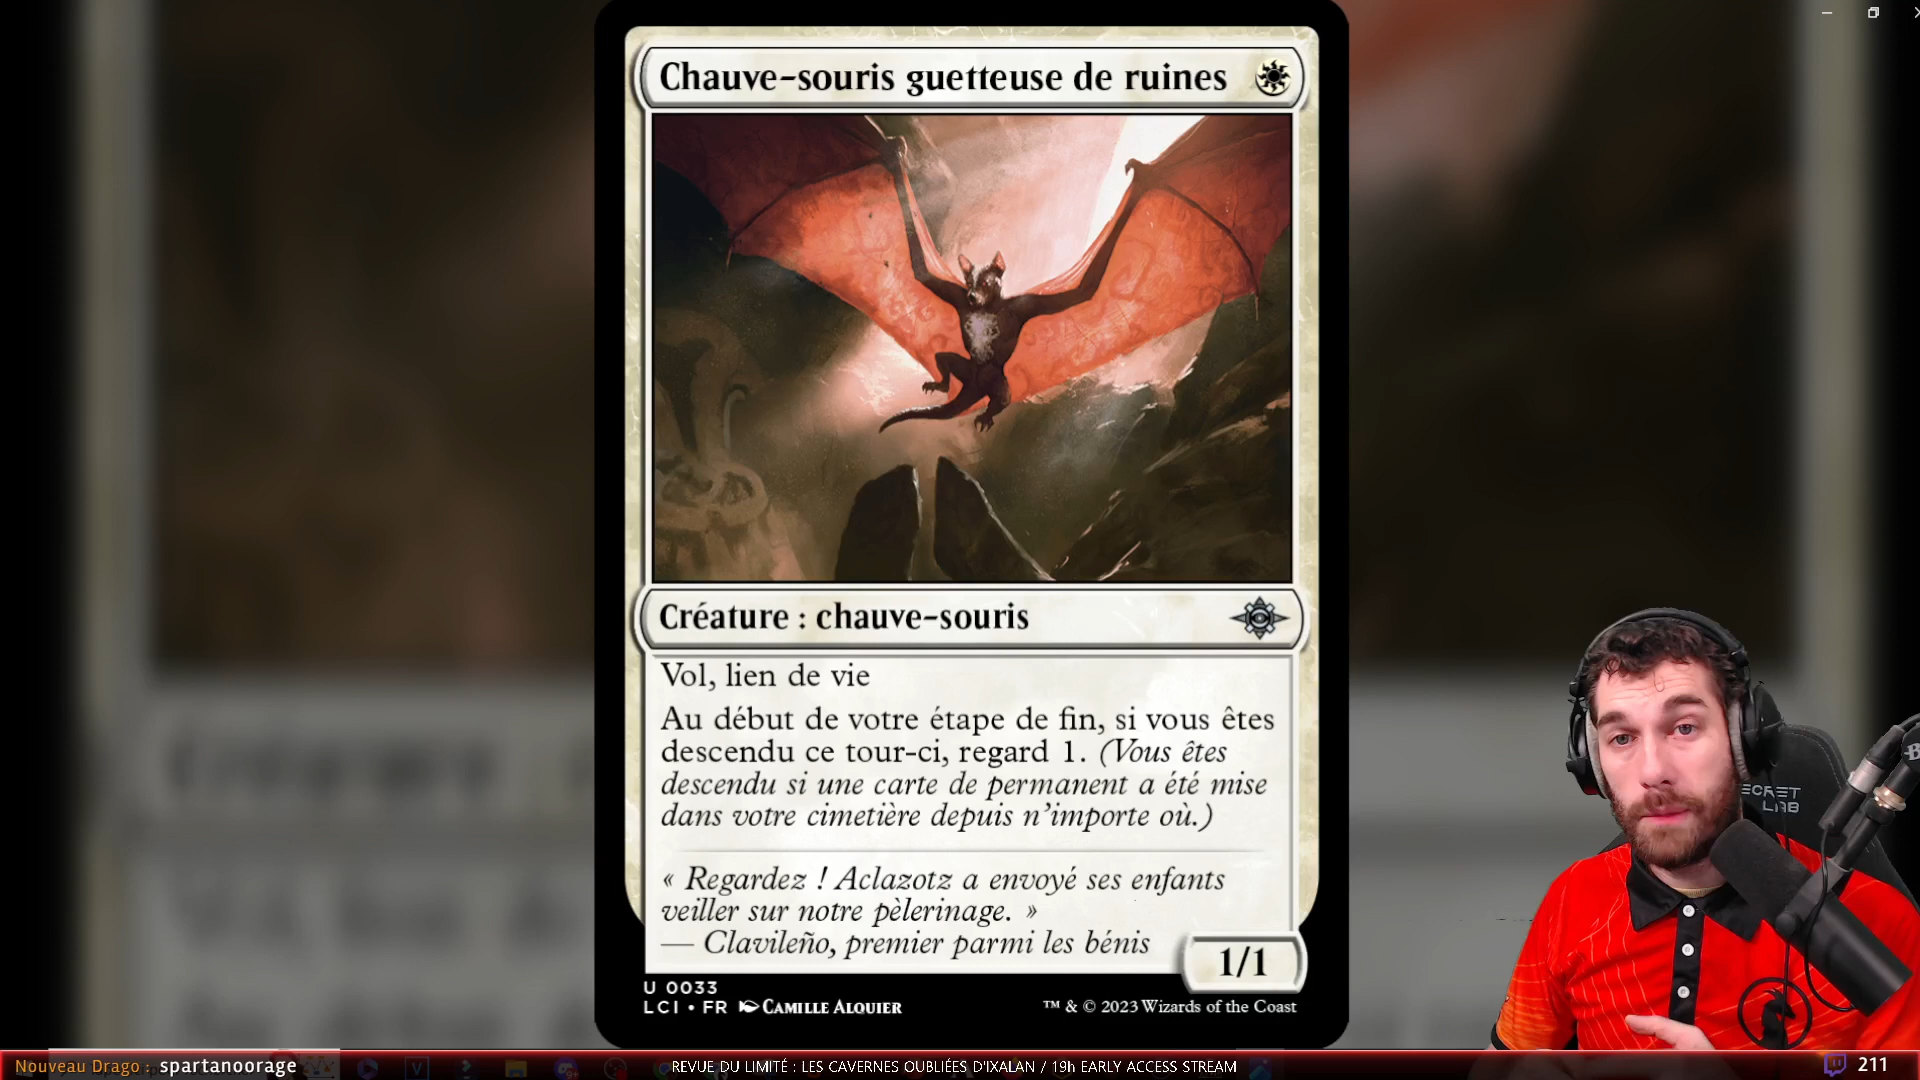 Chauve-souris guetteuse de ruines
Créature : chauve-souris
Vol, lien de vie
Au début de votre étape de fin, si vous êtes
descendu ce tour-ci, regard 1. (Vous êtes
descendu si une carte de permanent a été mise
dans votre cimetière depuis n'importe où.)
« Regardez ! Aclazotz a envoyé ses enfants
veiller sur notre pèlerinage. »
— Clavileño, premier parmi les bénis
1/1
U 0033
LCI • FR CAMILLE ALQUIER
™ & © 2023 Wizards of the Coast
SECRET
LAB
Nouveau Drago : spartanoorage
REVUE DU LIMITÉ : LES CAVERNES OUBLIÉES D'IXALAN / 19h EARLY ACCESS STREAM
211